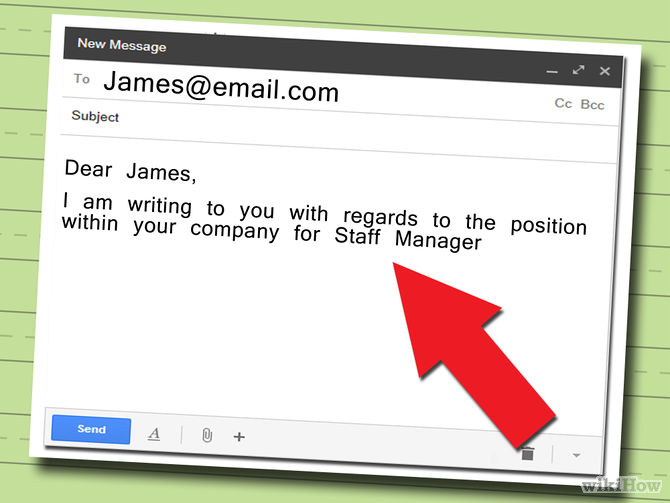 New Message
To James@email.com
Cc Bcc
Subject
Dear James,
I am writing to you with regards to the position
within your company for Staff Manager
Send
A
wikiHow